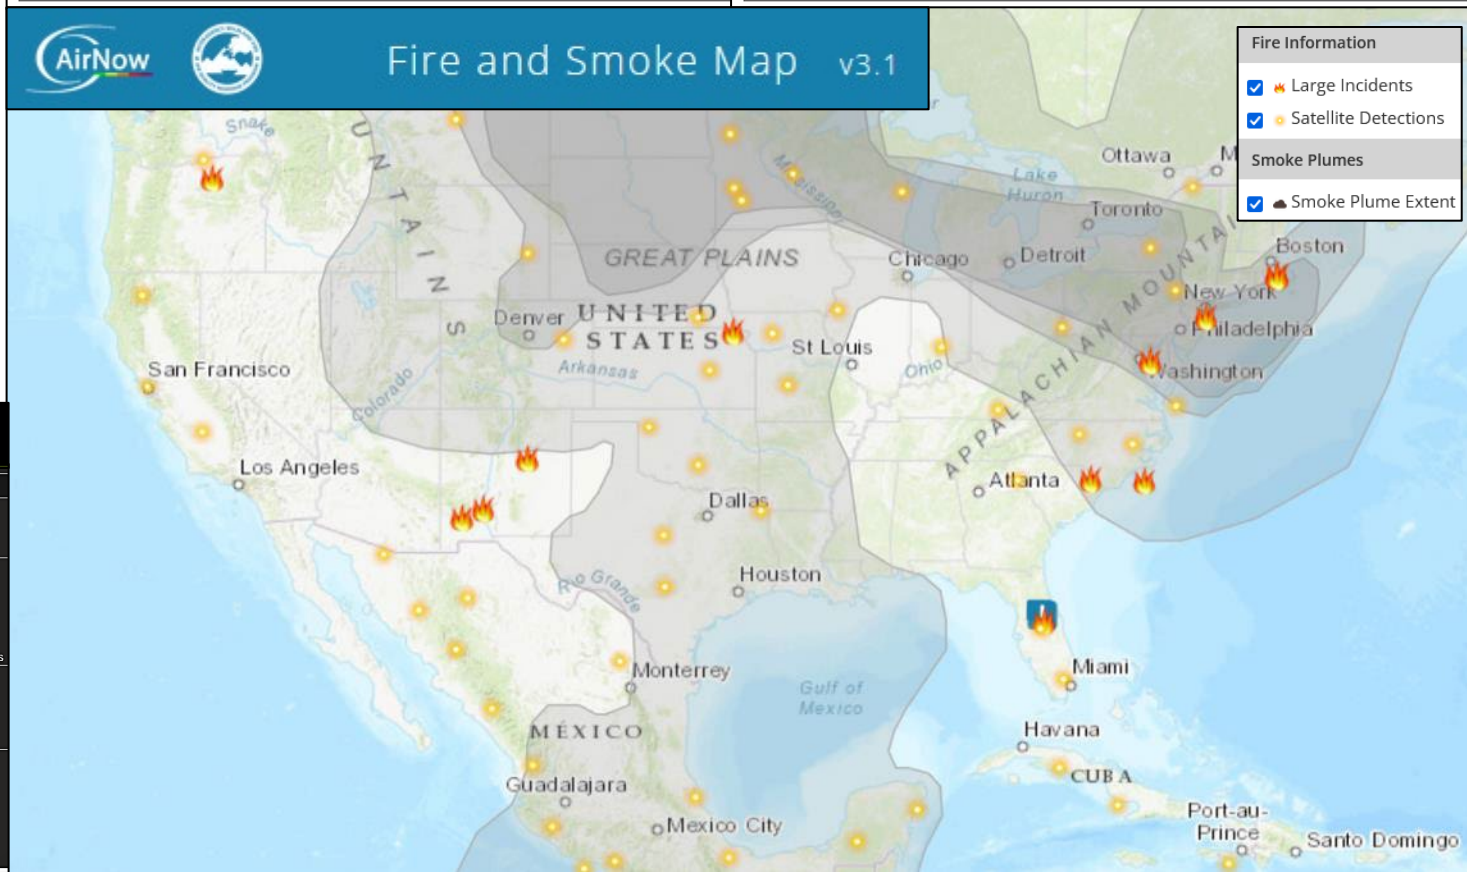 AirNow
Fire and Smoke Map v3.1
Fire Information
Large Incidents
Satellite Detections
Smoke Plumes
Smoke Plume Extent
Snake
UNTAINS
Mississippi
Lake
Huron
Ottawa
M
Toronto
Detroit
Chicago
GREAT PLAINS
Boston
New York
Philadelphia
Washington
APPALACHIAN MOUNTAI
Denver
UNITED
STATES
St Louis
Ohio
Arkansas
Colorado
San Francisco
Los Angeles
Atlanta
Dallas
Houston
Rio Grande
Monterrey
Gulf of
Mexico
Miami
Havana
CUBA
MÉXICO
Guadalajara
Mexico City
Port-au-
Prince
Santo Domingo